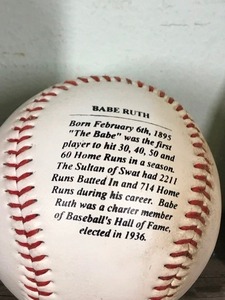 BABE RUTH
Born February 6th, 1895
"The Babe" was the first
player to hit 30, 40, 50 and
60 Home Runs in a season.
The Sultan of Swat had 2211
Runs Batted In and 714 Home
Runs during his career. Babe
Ruth was a charter member
of Baseball's Hall of Fame,
elected in 1936.